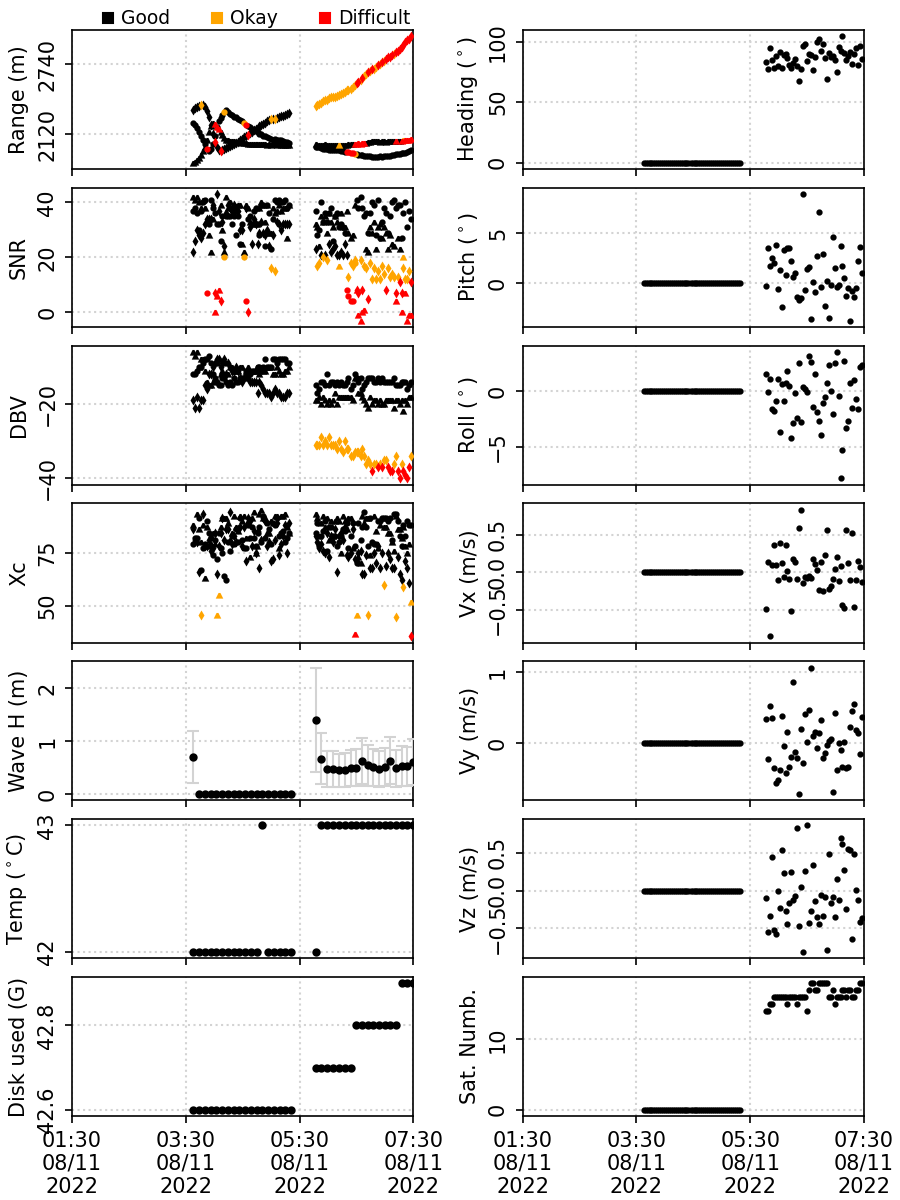 Good Okay Difficult
Range (m)
2740
2120
Heading (°)
100
50
0
SNR
40
20
0
Pitch (°)
5
0
DBV
−20
−40
Roll (°)
0
−5
Xc
75
50
Vx (m/s)
0.5
0.0
−0.5
Wave H (m)
2
1
0
Vy (m/s)
1
0
Temp (°C)
43
42
Vz (m/s)
0.5
0.0
−0.5
Disk used (G)
42.8
42.6
Sat. Numb.
10
0
01:30 03:30 05:30 07:30 01:30 03:30 05:30 07:30
08/11 08/11 08/11 08/11 08/11 08/11 08/11 08/11
2022 2022 2022 2022 2022 2022 2022 2022